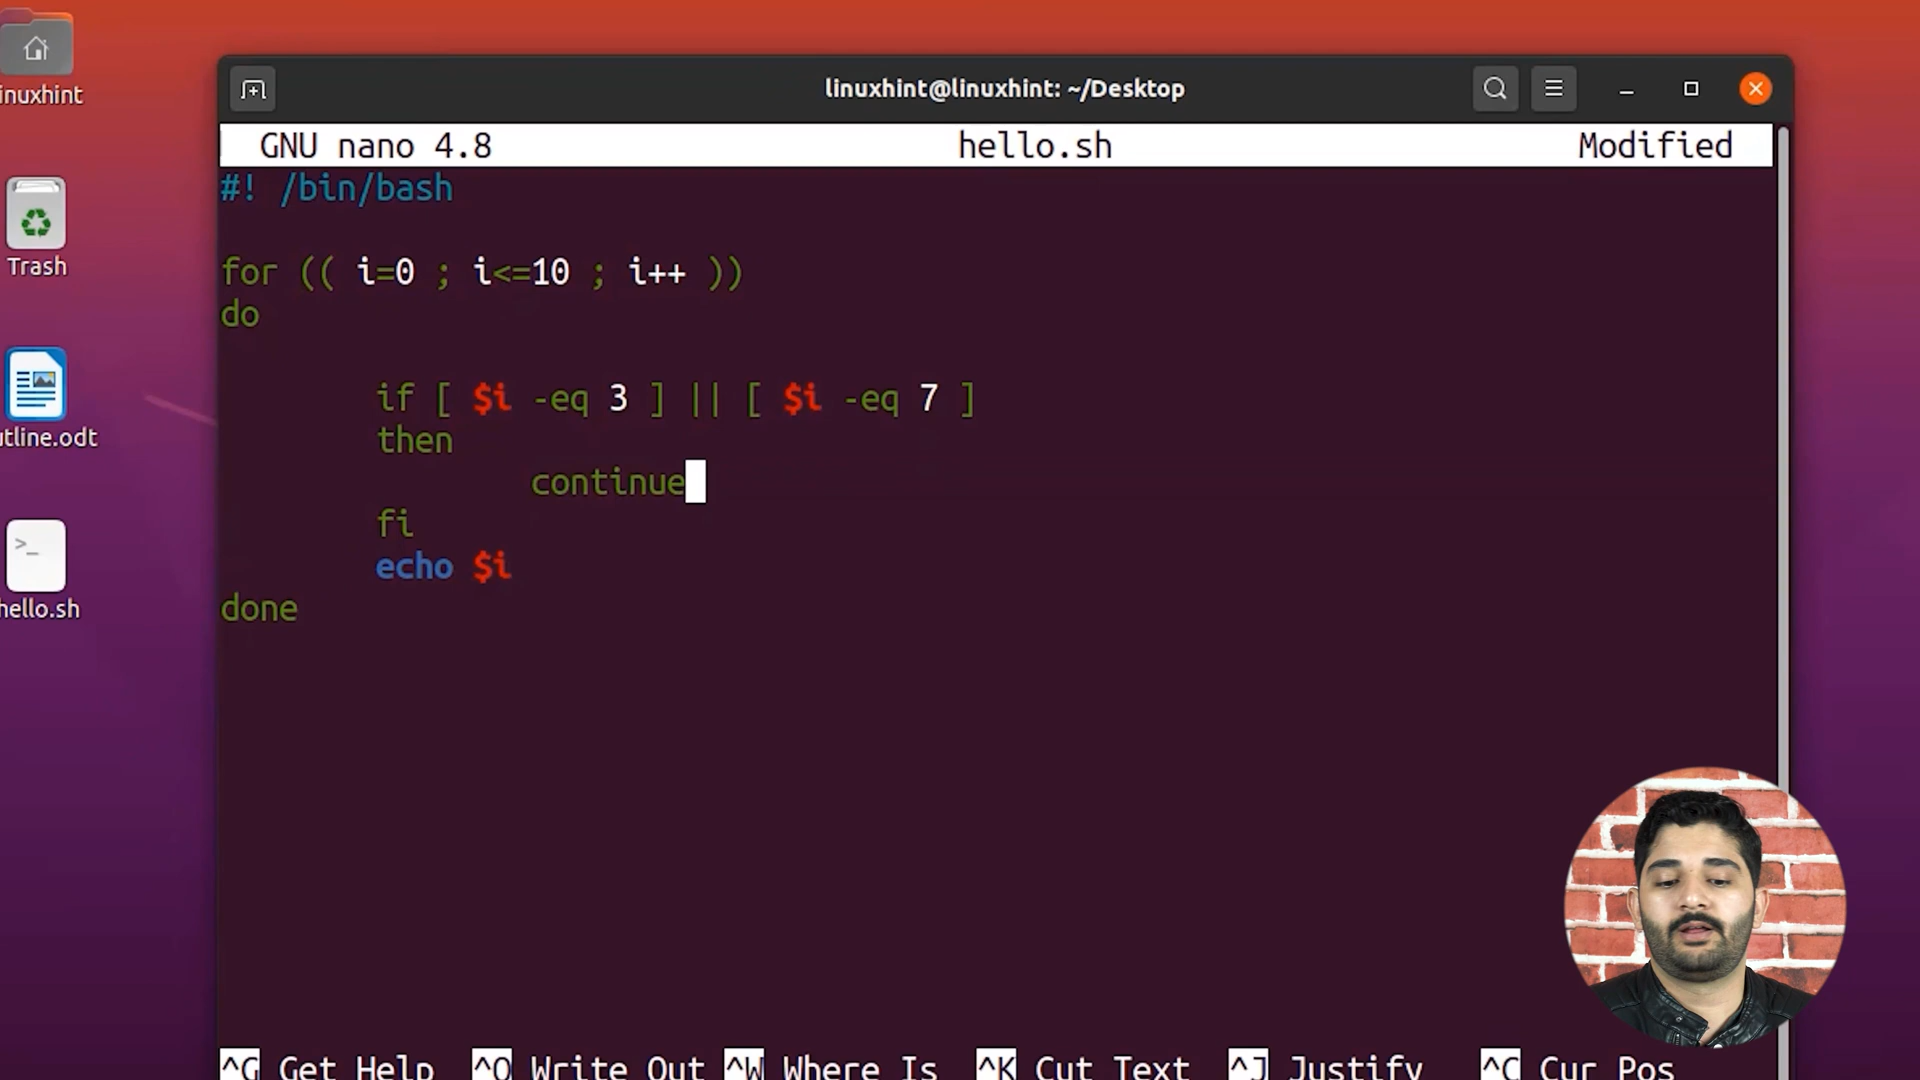 linuxhint@linuxhint: ~/Desktop
GNU nano 4.8 hello.sh Modified
#! /bin/bash
for (( i=0 ; i<=10 ; i++ ))
do
if [ $i -eq 3 ] || [ $i -eq 7 ]
then
continue
fi
echo $i
done
^G Get Help ^O Write Out ^W Where Is ^K Cut Text ^J Justify ^C Cur Pos
inuxhint
Trash
utline.odt
>_
hello.sh